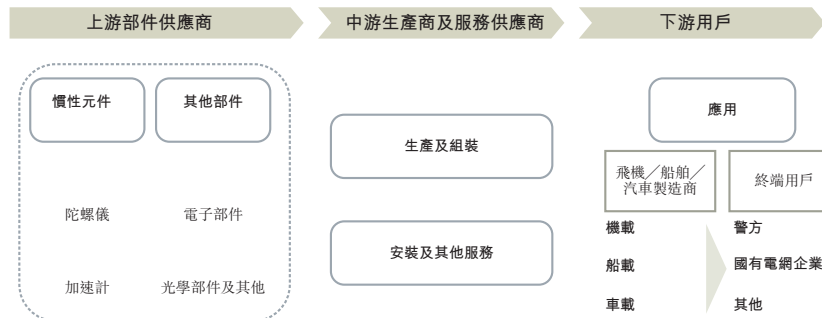 上游部件供應商
中游生產商及服務供應商
下游用戶
慣性元件
其他部件
陀螺儀
電子部件
加速計
光學部件及其他
生產及組裝
安裝及其他服務
應用
飛機／船舶／
汽車製造商
終端用戶
機載
警方
船載
國有電網企業
車載
其他